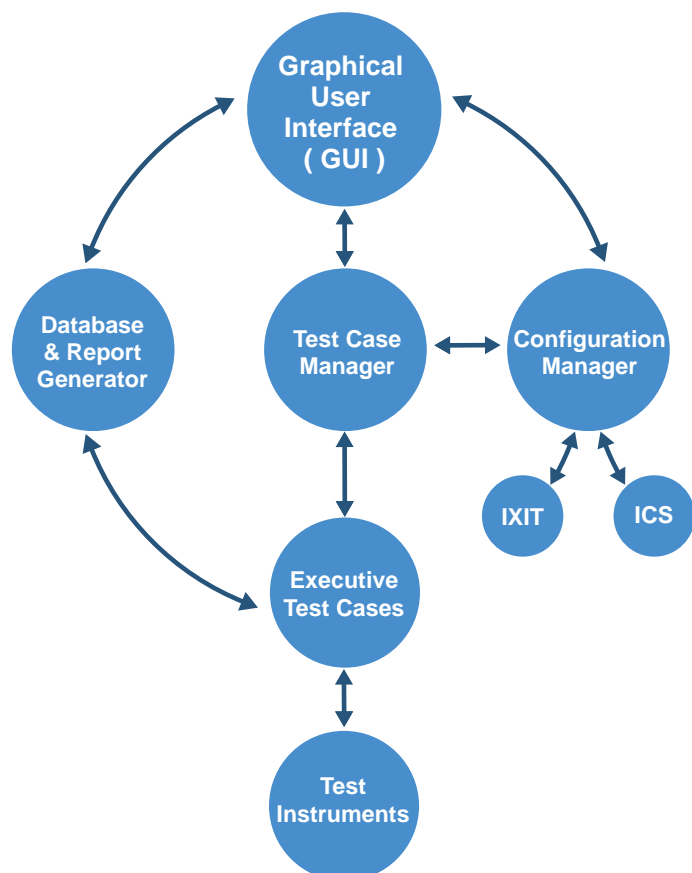 Graphical
User
Interface
( GUI )
Database
& Report
Generator
Test Case
Manager
Configuration
Manager
IXIT
ICS
Executive
Test Cases
Test
Instruments